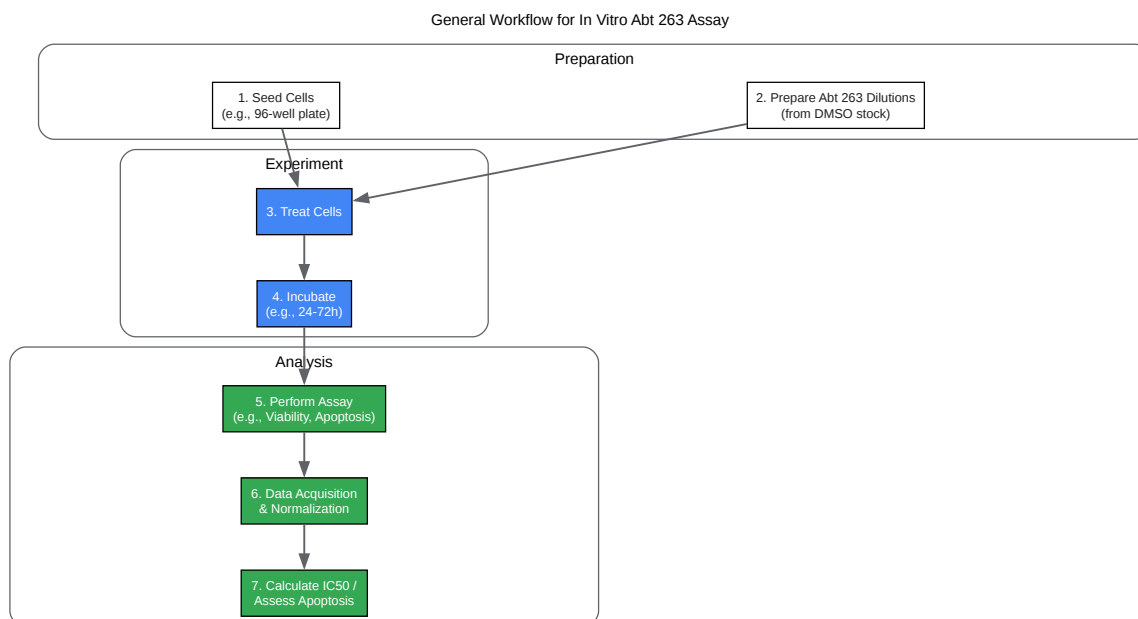 General Workflow for In Vitro Abt 263 Assay
Preparation
1. Seed Cells
(e.g., 96-well plate)
2. Prepare Abt 263 Dilutions
(from DMSO stock)
Experiment
3. Treat Cells
4. Incubate
(e.g., 24-72h)
Analysis
5. Perform Assay
(e.g., Viability, Apoptosis)
6. Data Acquisition
& Normalization
7. Calculate IC50 /
Assess Apoptosis